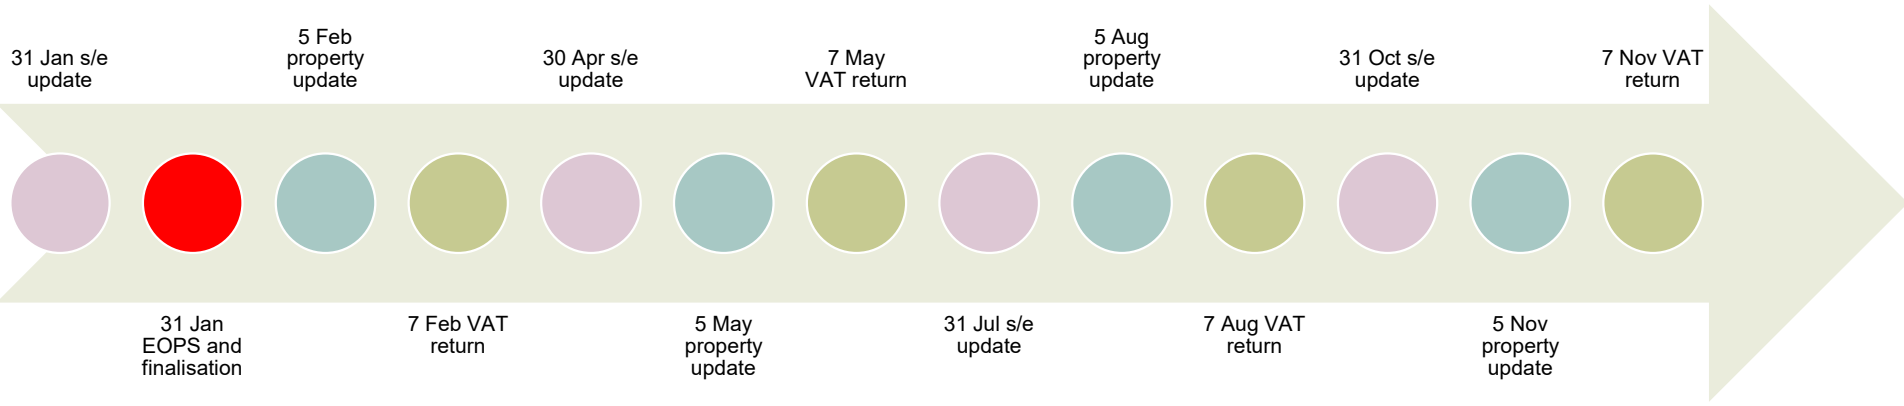 31 Jan s/e
update
31 Jan
EOPS and
finalisation
5 Feb
property
update
7 Feb VAT
return
30 Apr s/e
update
5 May
property
update
7 May
VAT return
31 Jul s/e
update
5 Aug
property
update
7 Aug VAT
return
31 Oct s/e
update
5 Nov
property
update
7 Nov VAT
return